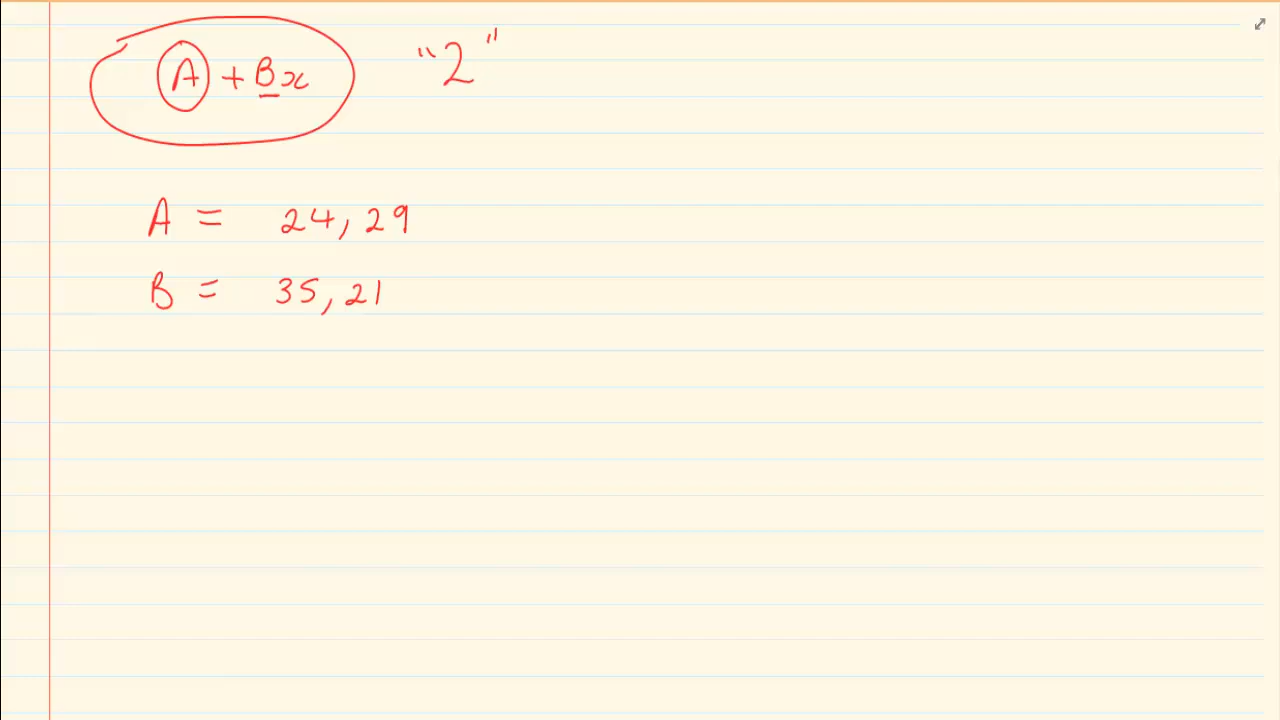 A + Bx "2"
A = 24,29
B = 35,21